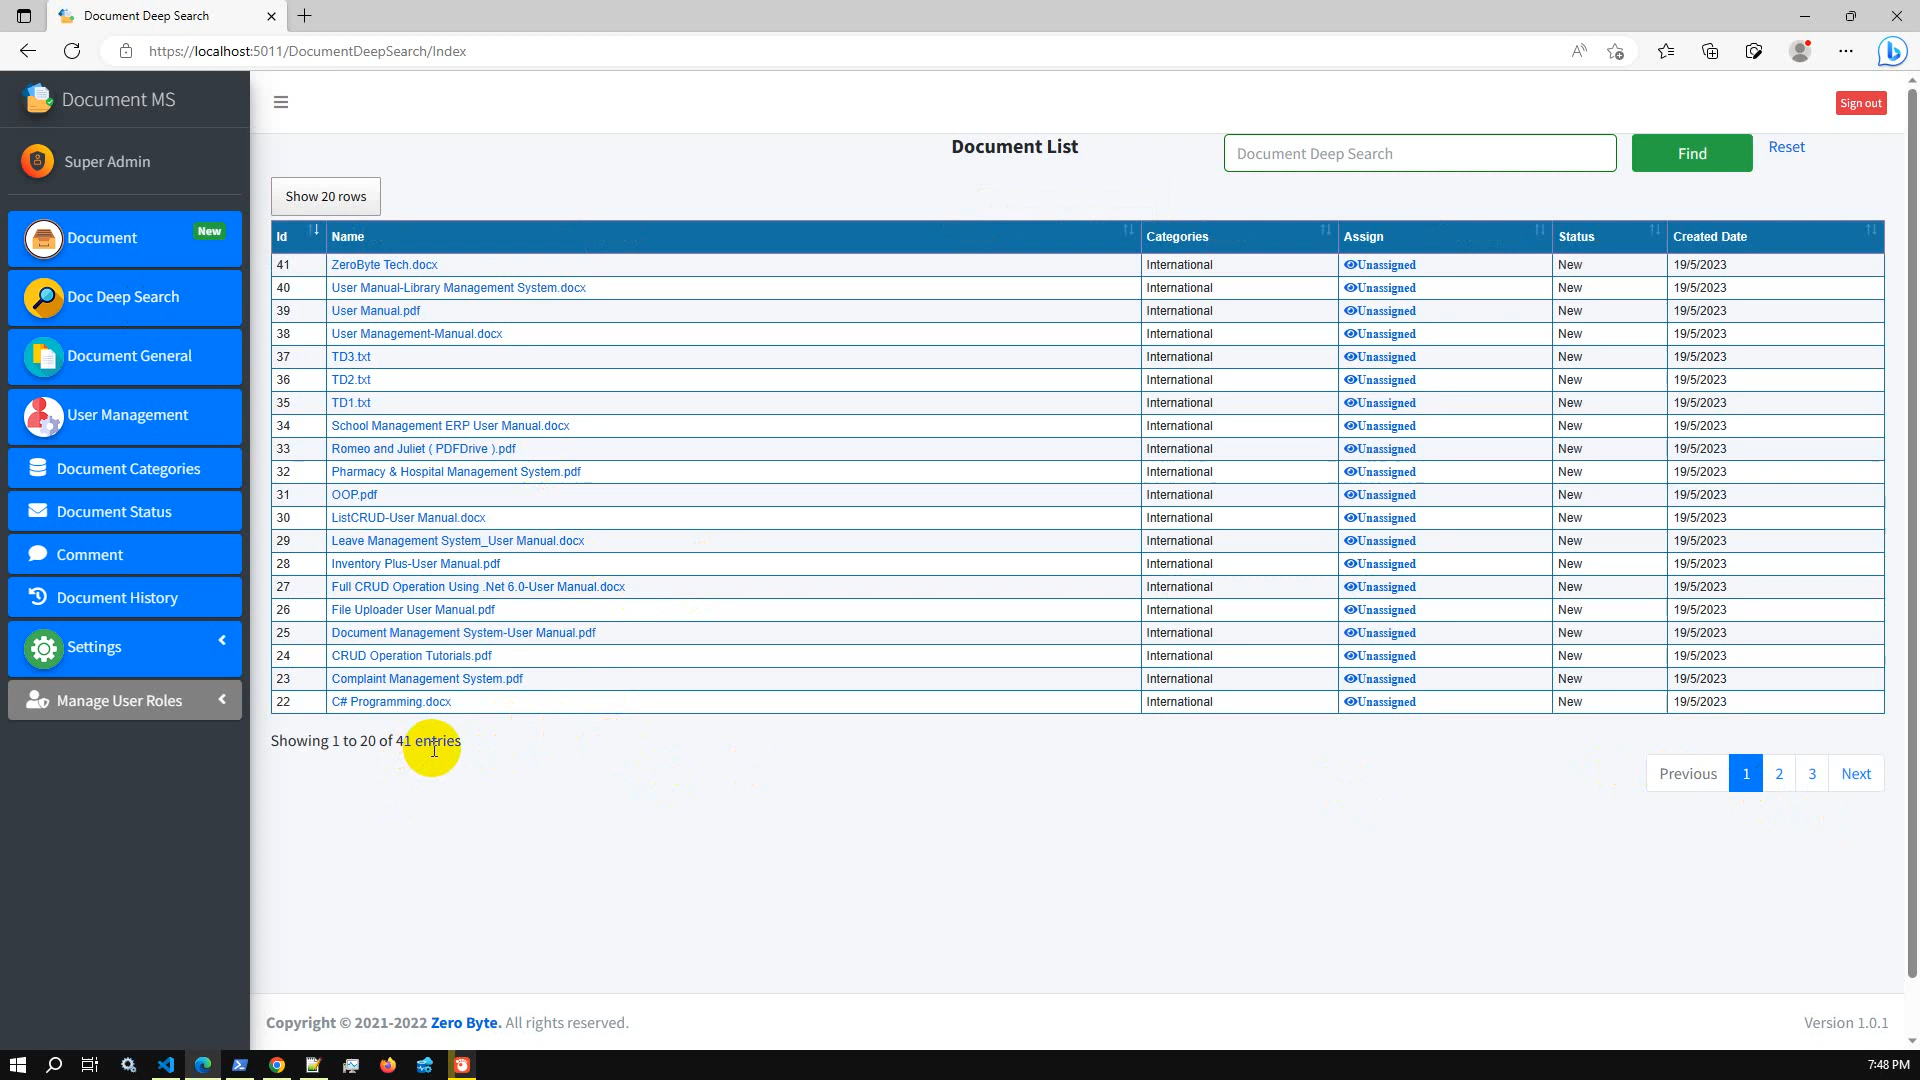 Document Deep Search
https://localhost:5011/DocumentDeepSearch/Index
Document MS
Sign out
Super Admin
Document List
Document Deep Search
Find
Reset
Show 20 rows
Document New
Doc Deep Search
Document General
User Management
Document Categories
Document Status
Comment
Document History
Settings
Manage User Roles
Id Name Categories Assign Status Created Date
41 ZeroByte Tech.docx International Unassigned New 19/5/2023
40 User Manual-Library Management System.docx International Unassigned New 19/5/2023
39 User Manual.pdf International Unassigned New 19/5/2023
38 User Management-Manual.docx International Unassigned New 19/5/2023
37 TD3.txt International Unassigned New 19/5/2023
36 TD2.txt International Unassigned New 19/5/2023
35 TD1.txt International Unassigned New 19/5/2023
34 School Management ERP User Manual.docx International Unassigned New 19/5/2023
33 Romeo and Juliet ( PDFDrive ).pdf International Unassigned New 19/5/2023
32 Pharmacy & Hospital Management System.pdf International Unassigned New 19/5/2023
31 OOP.pdf International Unassigned New 19/5/2023
30 ListCRUD-User Manual.docx International Unassigned New 19/5/2023
29 Leave Management System_User Manual.docx International Unassigned New 19/5/2023
28 Inventory Plus-User Manual.pdf International Unassigned New 19/5/2023
27 Full CRUD Operation Using .Net 6.0-User Manual.docx International Unassigned New 19/5/2023
26 File Uploader User Manual.pdf International Unassigned New 19/5/2023
25 Document Management System-User Manual.pdf International Unassigned New 19/5/2023
24 CRUD Operation Tutorials.pdf International Unassigned New 19/5/2023
23 Complaint Management System.pdf International Unassigned New 19/5/2023
22 C# Programming.docx International Unassigned New 19/5/2023
Showing 1 to 20 of 41 entries
Previous 1 2 3 Next
Copyright © 2021-2022 Zero Byte. All rights reserved.
Version 1.0.1
7:48 PM